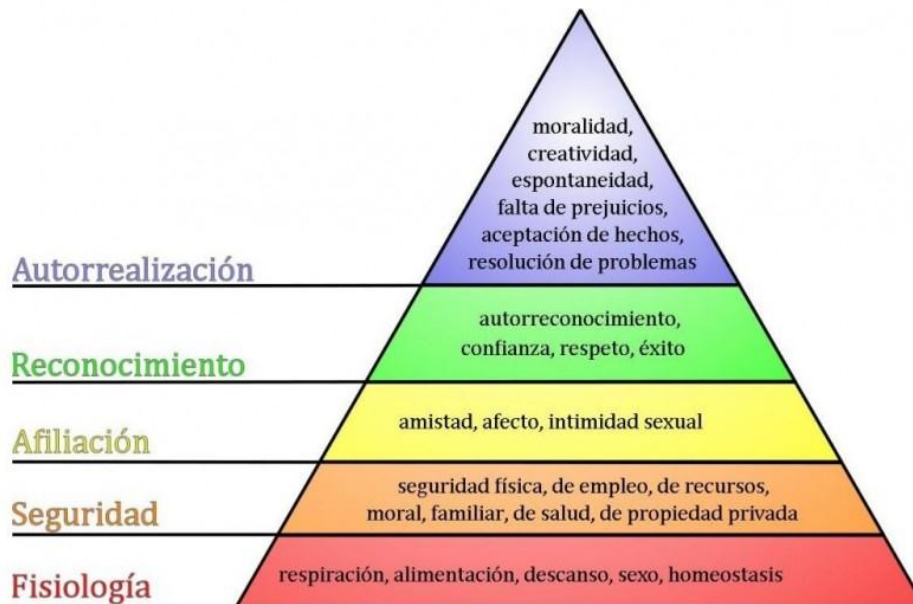 moralidad,
creatividad,
espontaneidad,
falta de prejuicios,
aceptación de hechos,
resolución de problemas
Autorrealización
autorreconocimiento,
confianza, respeto, éxito
Reconocimiento
amistad, afecto, intimidad sexual
Afiliación
seguridad física, de empleo, de recursos,
moral, familiar, de salud, de propiedad privada
Seguridad
respiración, alimentación, descanso, sexo, homeostasis
Fisiología